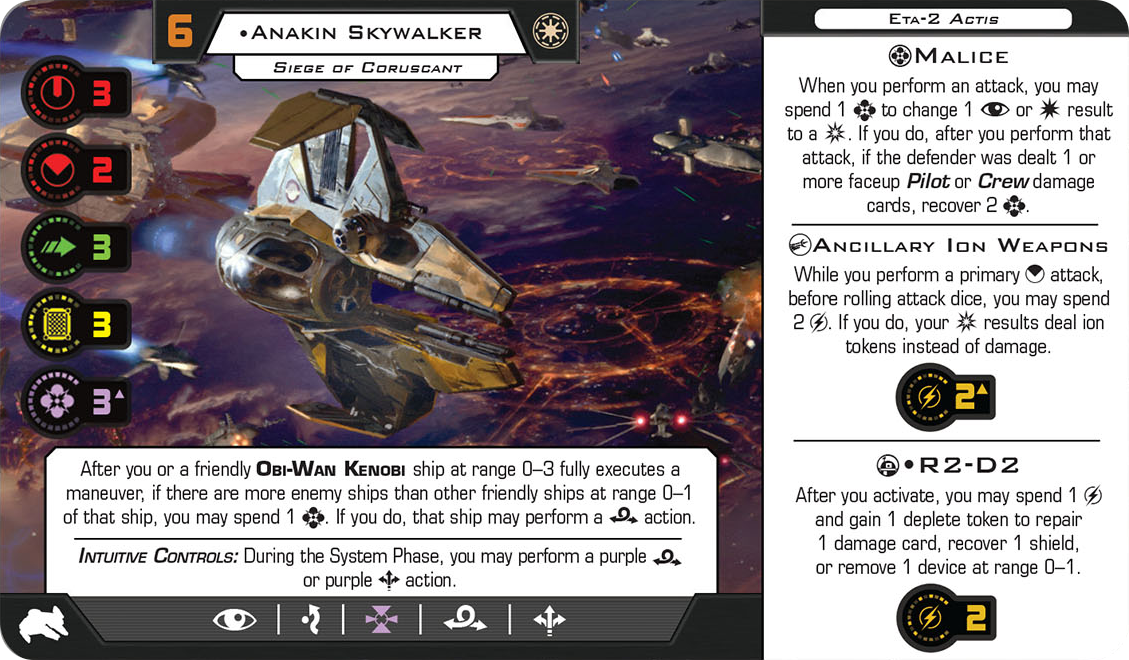 6
•Anakin Skywalker
Siege of Coruscant
3
2
3
3
3
After you or a friendly Obi-Wan Kenobi ship at range 0–3 fully executes a
maneuver, if there are more enemy ships than other friendly ships at range 0–1
of that ship, you may spend 1 . If you do, that ship may perform a action.
Intuitive Controls: During the System Phase, you may perform a purple
or purple action.
Eta-2 Actis
Malice
When you perform an attack, you may
spend 1 to change 1 or result
to a . If you do, after you perform that
attack, if the defender was dealt 1 or
more faceup Pilot or Crew damage
cards, recover 2 .
Ancillary Ion Weapons
While you perform a primary attack,
before rolling attack dice, you may spend
2 . If you do, your results deal ion
tokens instead of damage.
2
•R2-D2
After you activate, you may spend 1
and gain 1 deplete token to repair
1 damage card, recover 1 shield,
or remove 1 device at range 0–1.
2